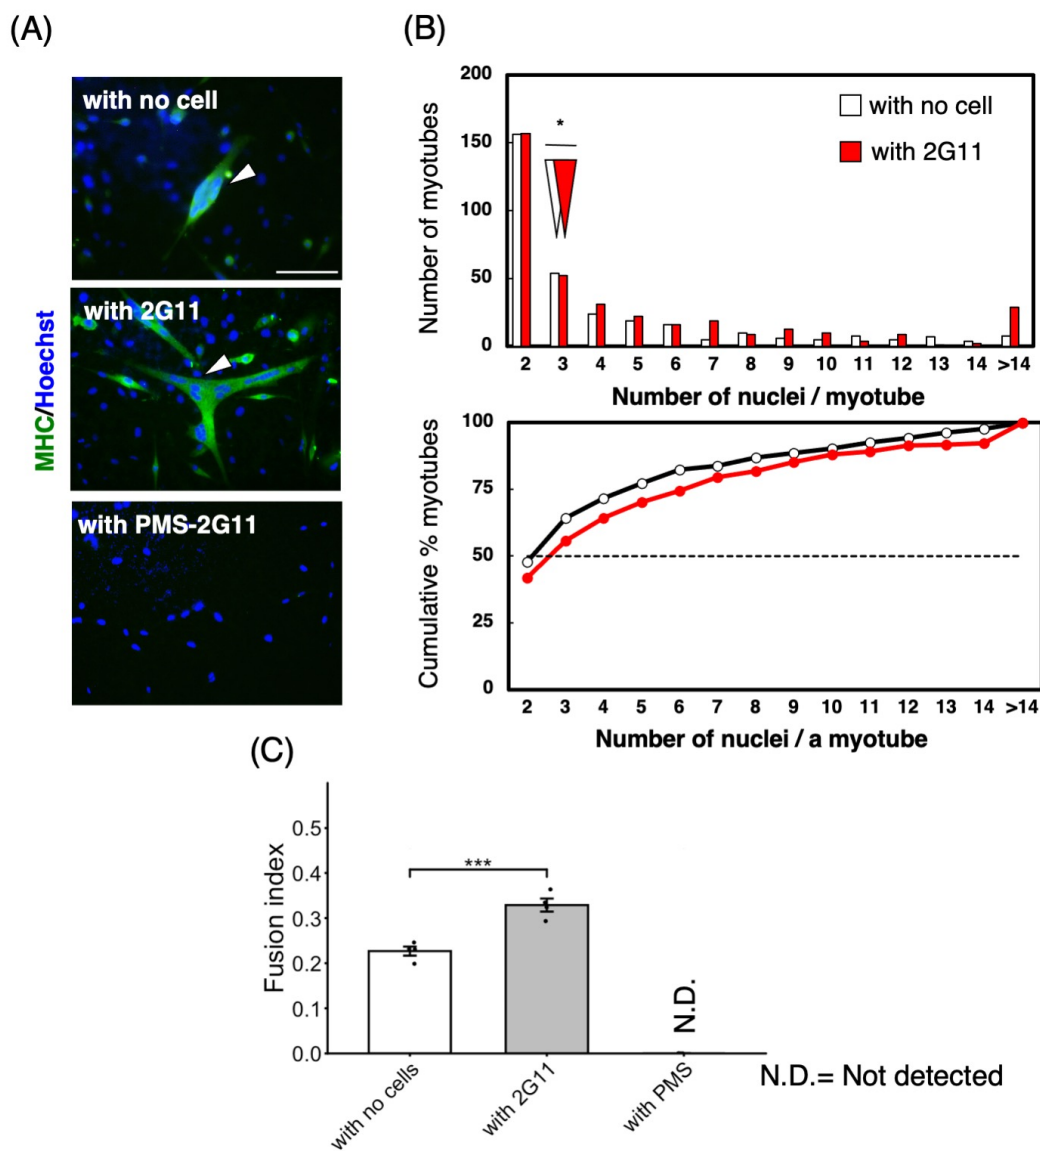 (A)
with no cell
with 2G11
with PMS-2G11
MHC/Hoechst
(B)
200
150
100
50
0
Number of myotubes
*
with no cell
with 2G11
2 3 4 5 6 7 8 9 10 11 12 13 14 >14
Number of nuclei / myotube
100
75
50
25
0
Cumulative % myotubes
2 3 4 5 6 7 8 9 10 11 12 13 14 >14
Number of nuclei / a myotube
(C)
Fusion index
0.5
0.4
0.3
0.2
0.1
0.0
***
N.D.
with no cells
with 2G11
with PMS
N.D.= Not detected